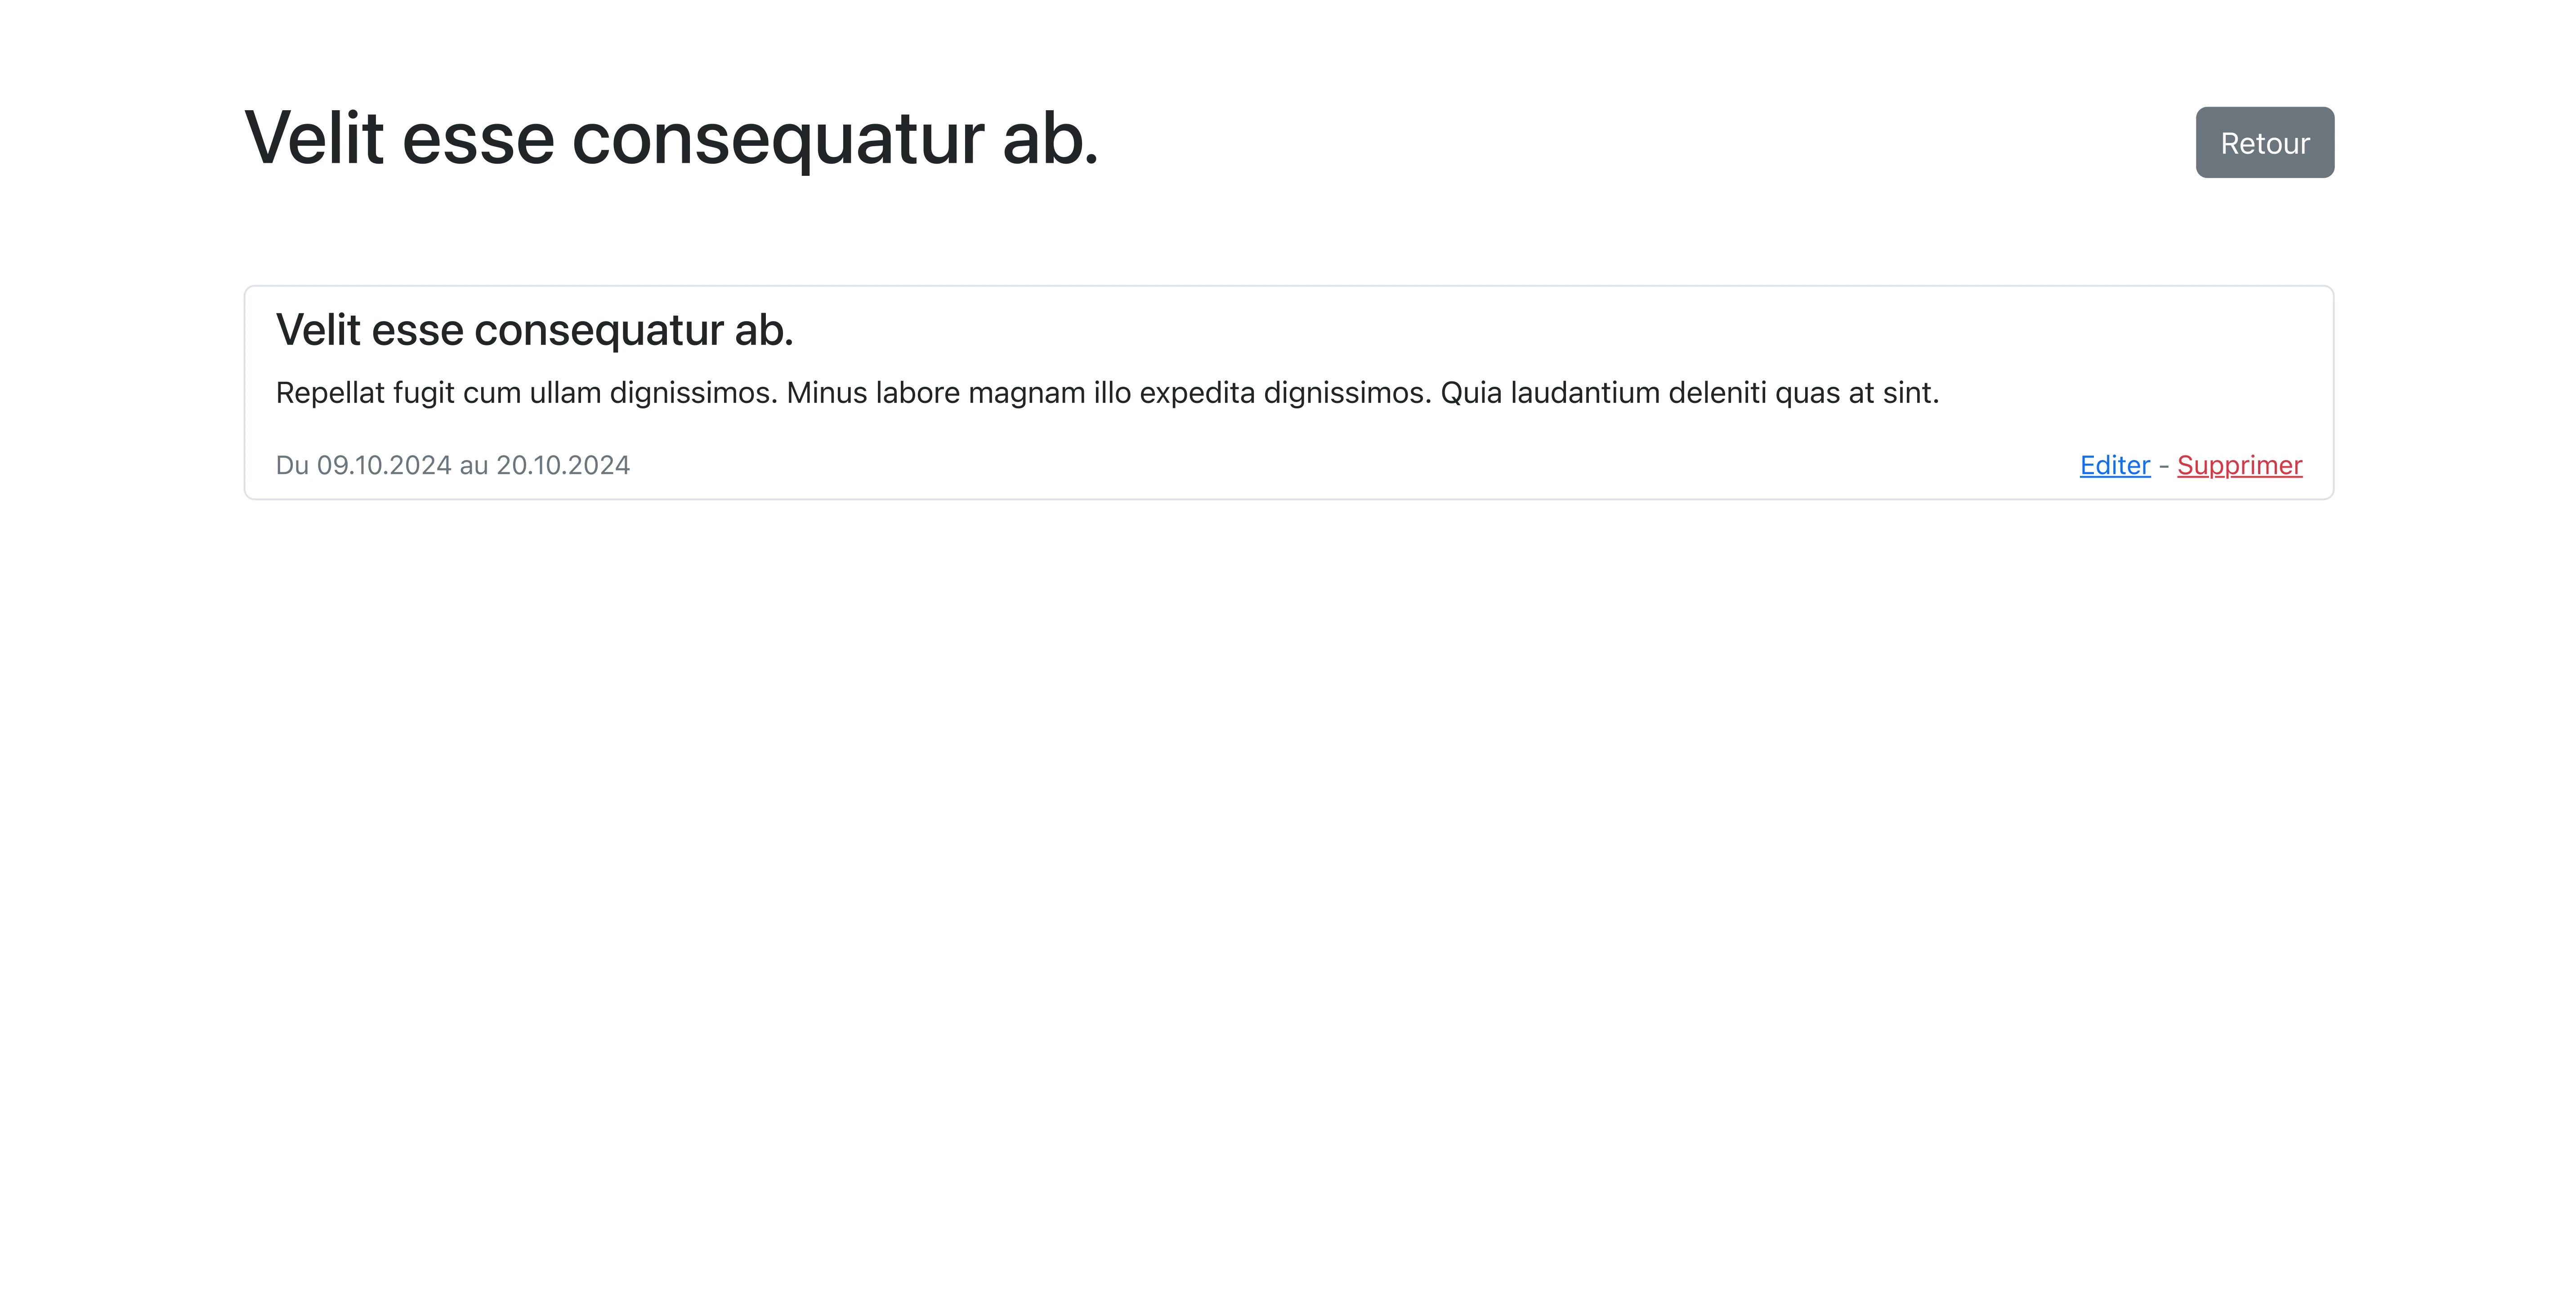 Velit esse consequatur ab.
Retour
Velit esse consequatur ab.
Repellat fugit cum ullam dignissimos. Minus labore magnam illo expedita dignissimos. Quia laudantium deleniti quas at sint.
Du 09.10.2024 au 20.10.2024
Editer - Supprimer